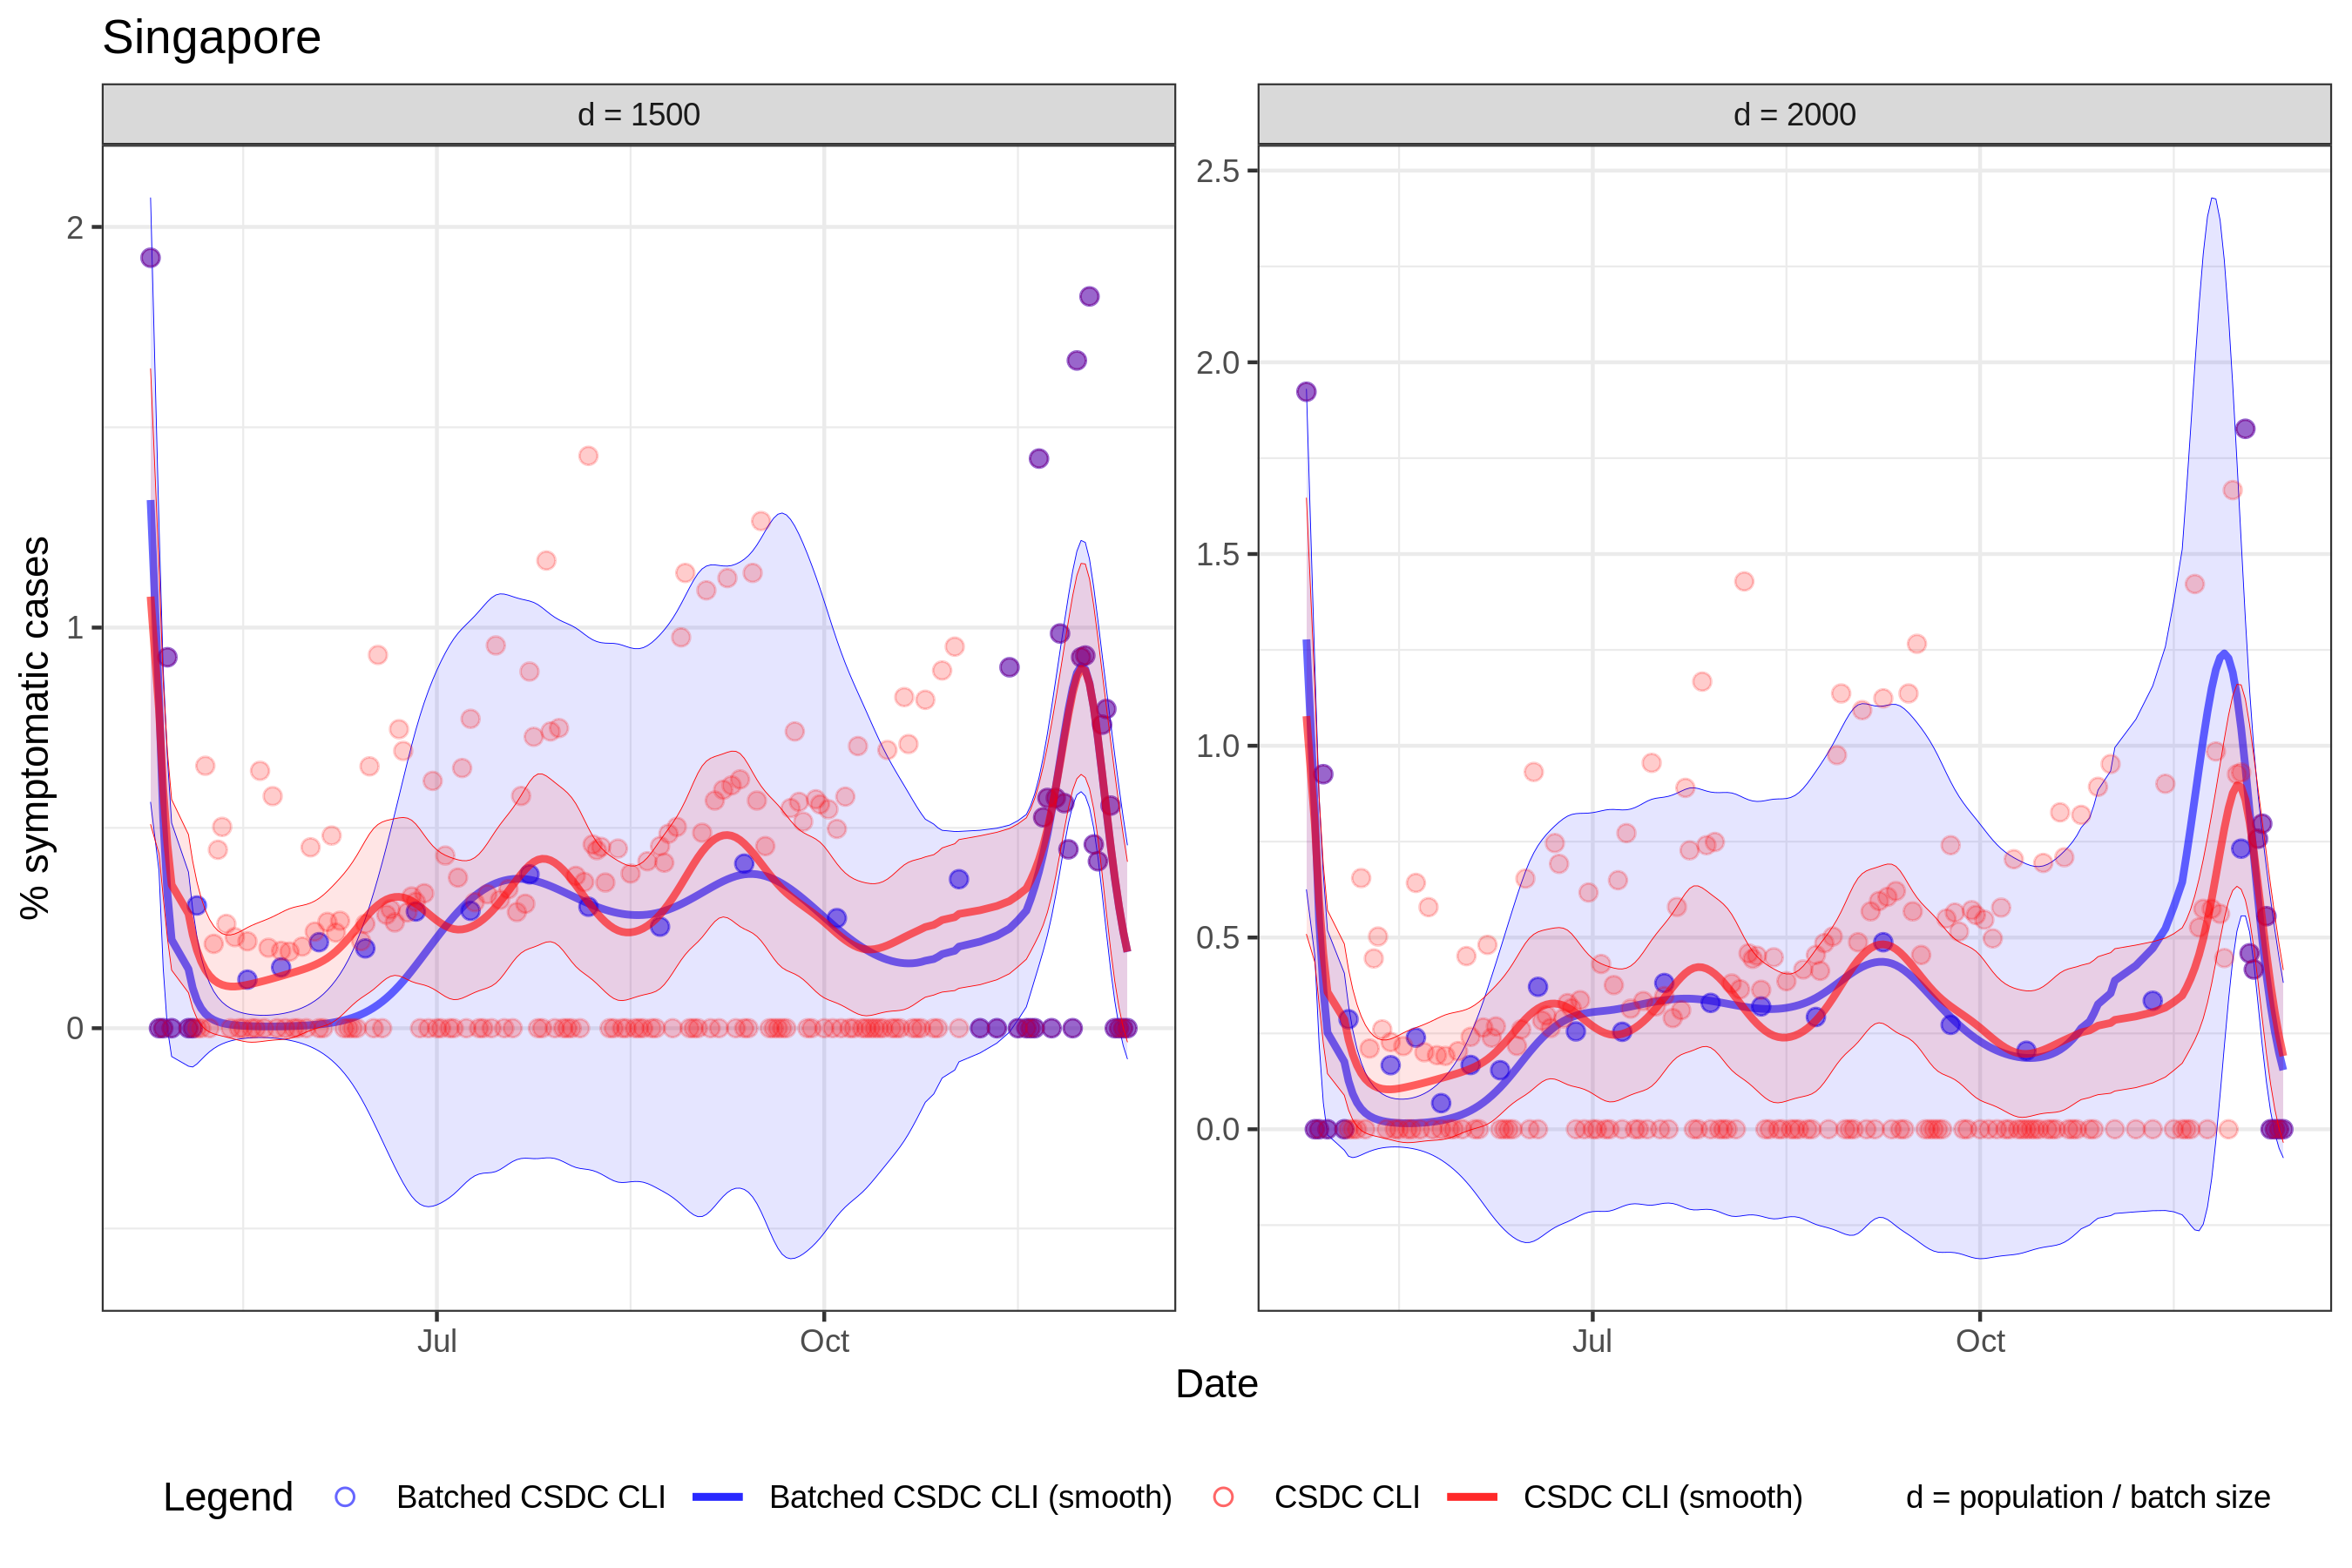 Singapore
d = 1500
d = 2000
% symptomatic cases
2
1
0
2.5
2.0
1.5
1.0
0.5
0.0
Jul
Oct
Jul
Oct
Date
Legend
Batched CSDC CLI
Batched CSDC CLI (smooth)
CSDC CLI
CSDC CLI (smooth)
d = population / batch size